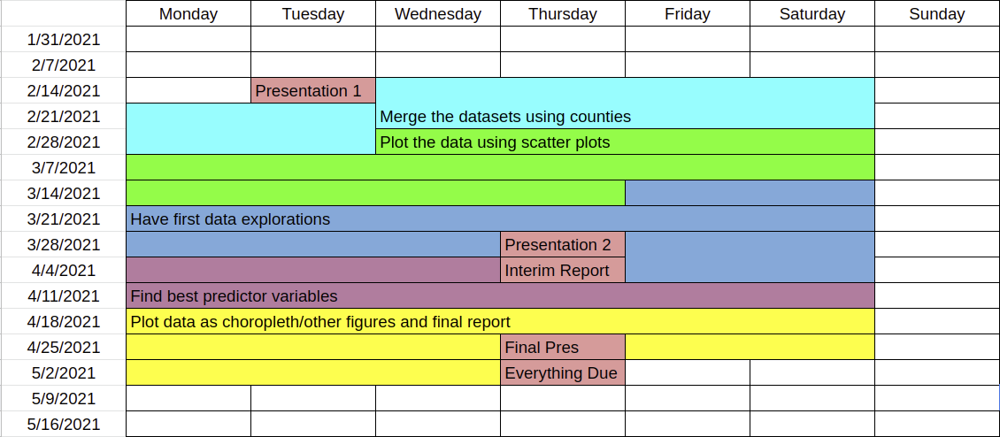 Monday Tuesday Wednesday Thursday Friday Saturday Sunday
1/31/2021
2/7/2021
2/14/2021 Presentation 1
2/21/2021 Merge the datasets using counties
2/28/2021 Plot the data using scatter plots
3/7/2021
3/14/2021
3/21/2021 Have first data explorations
3/28/2021 Presentation 2
4/4/2021 Interim Report
4/11/2021 Find best predictor variables
4/18/2021 Plot data as choropleth/other figures and final report
4/25/2021 Final Pres
5/2/2021 Everything Due
5/9/2021
5/16/2021